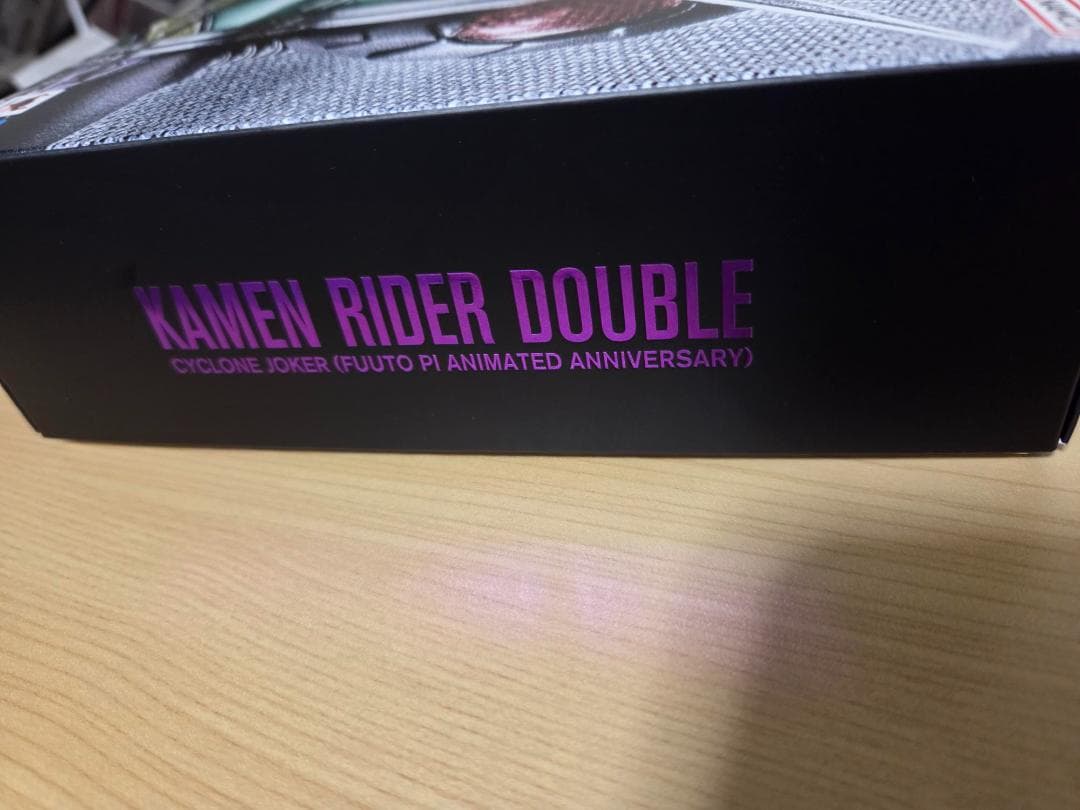 KAMEN RIDER DOUBLE
CYCLONE JOKER (FUUTO PI ANIMATED ANNIVERSARY)